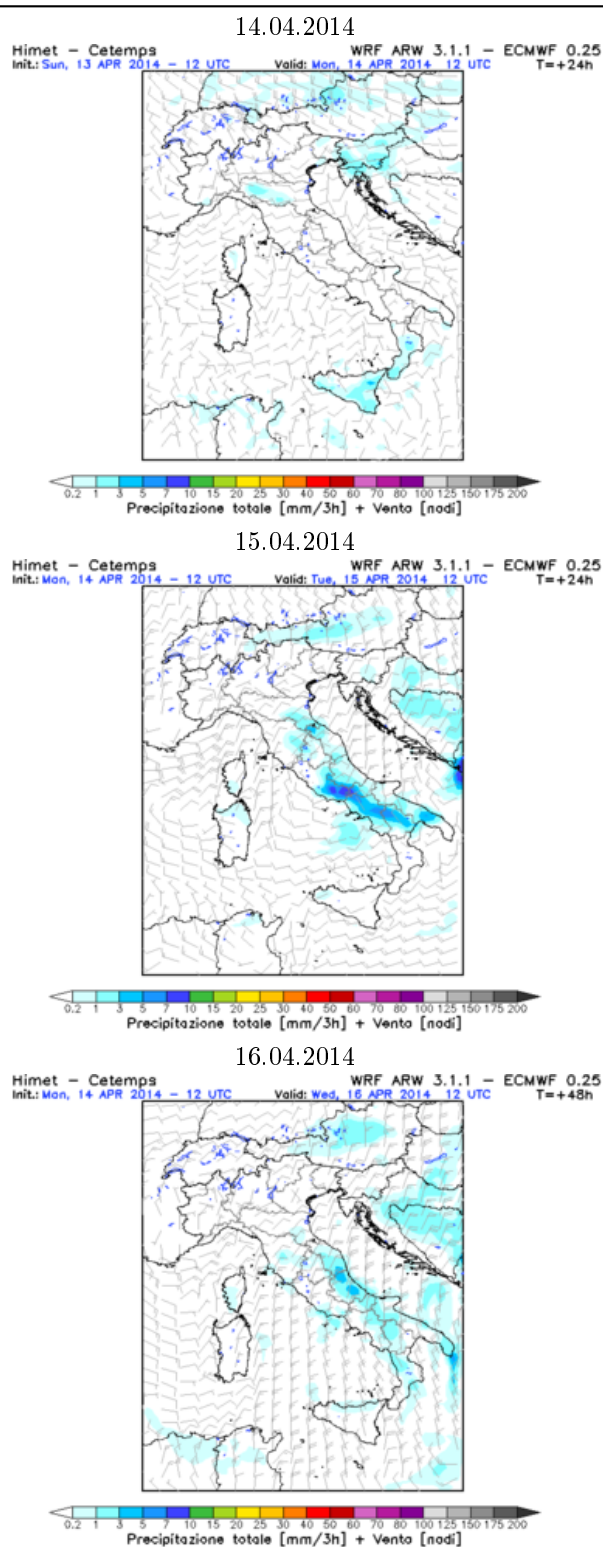 14.04.2014
Himet – Cetemps WRF ARW 3.1.1 – ECMWF 0.25
Init.: Sun, 13 APR 2014 – 12 UTC Valid: Mon, 14 APR 2014 12 UTC T=+24h
0.2 1 3 5 7 10 15 20 25 30 40 50 60 70 80 100 125 150 175 200
Precipitazione totale [mm/3h] + Vento [nodi]
15.04.2014
Himet – Cetemps WRF ARW 3.1.1 – ECMWF 0.25
Init.: Mon, 14 APR 2014 – 12 UTC Valid: Tue, 15 APR 2014 12 UTC T=+24h
0.2 1 3 5 7 10 15 20 25 30 40 50 60 70 80 100 125 150 175 200
Precipitazione totale [mm/3h] + Vento [nodi]
16.04.2014
Himet – Cetemps WRF ARW 3.1.1 – ECMWF 0.25
Init.: Mon, 14 APR 2014 – 12 UTC Valid: Wed, 16 APR 2014 12 UTC T=+48h
0.2 1 3 5 7 10 15 20 25 30 40 50 60 70 80 100 125 150 175 200
Precipitazione totale [mm/3h] + Vento [nodi]